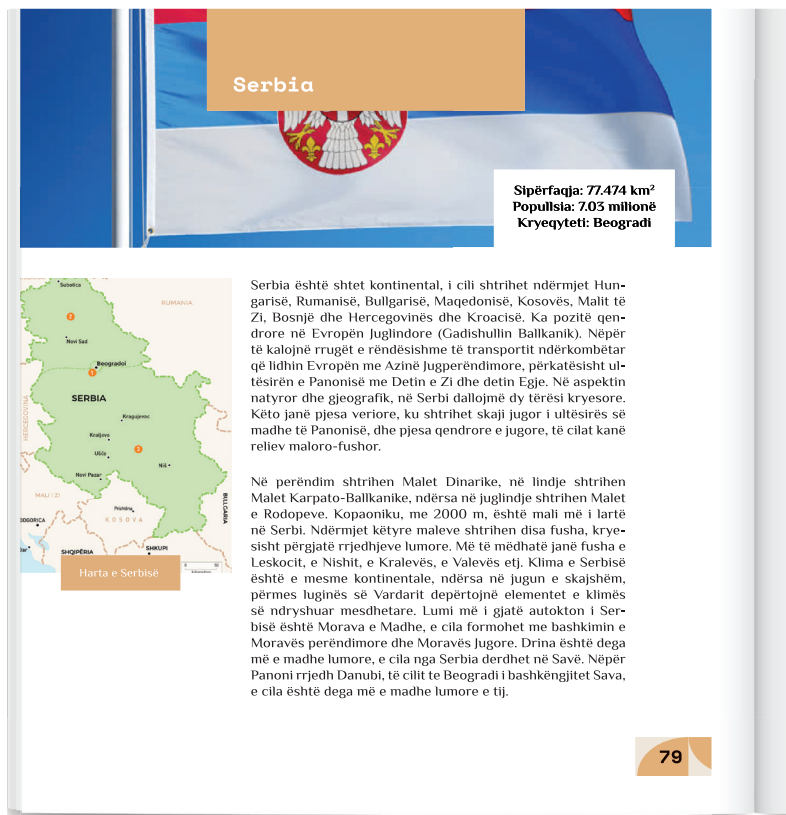 Serbia
Sipërfaqja: 77.474 km²
Popullsia: 7.03 milionë
Kryeqyteti: Beogradi
Subotica
RUMANIA
2
Novi Sad
Beogradoi
1
SERBIA
HERCEGOVINA
Kragujevec
Kraljevo
3
Ušće
Niš
Novi Pazar
MALI I ZI
Prishtina
KOSOVA
BULLGARIA
DGORICA
SHQIPËRIA
SHKUPI
Harta e Serbisë
Serbia është shtet kontinental, i cili shtrihet ndërmjet Hun-
garisë, Rumanisë, Bullgarisë, Maqedonisë, Kosovës, Malit të
Zi, Bosnjë dhe Hercegovinës dhe Kroacisë. Ka pozitë qen-
drore në Evropën Juglindore (Gadishullin Ballkanik). Nëpër
të kalojnë rrugët e rëndësishme të transportit ndërkombëtar
që lidhin Evropën me Azinë Jugperëndimore, përkatësisht ul-
tësirën e Panonisë me Detin e Zi dhe detin Egje. Në aspektin
natyror dhe gjeografik, në Serbi dallojmë dy tërësi kryesore.
Këto janë pjesa veriore, ku shtrihet skaji jugor i ultësirës së
madhe të Panonisë, dhe pjesa qendrore e jugore, të cilat kanë
reliev maloro-fushor.
Në perëndim shtrihen Malet Dinarike, në lindje shtrihen
Malet Karpato-Ballkanike, ndërsa në juglindje shtrihen Malet
e Rodopeve. Kopaoniku, me 2000 m, është mali më i lartë
në Serbi. Ndërmjet këtyre maleve shtrihen disa fusha, krye-
sisht përgjatë rrjedhjeve lumore. Më të mëdhatë janë fusha e
Leskocit, e Nishit, e Kralevës, e Valevës etj. Klima e Serbisë
është e mesme kontinentale, ndërsa në jugun e skajshëm,
përmes luginës së Vardarit depërtojnë elementet e klimës
së ndryshuar mesdhetare. Lumi më i gjatë autokton i Ser-
bisë është Morava e Madhe, e cila formohet me bashkimin e
Moravës perëndimore dhe Moravës Jugore. Drina është dega
më e madhe lumore, e cila nga Serbia derdhet në Savë. Nëpër
Panoni rrjedh Danubi, të cilit te Beogradi i bashkëngjitet Sava,
e cila është dega më e madhe lumore e tij.
79